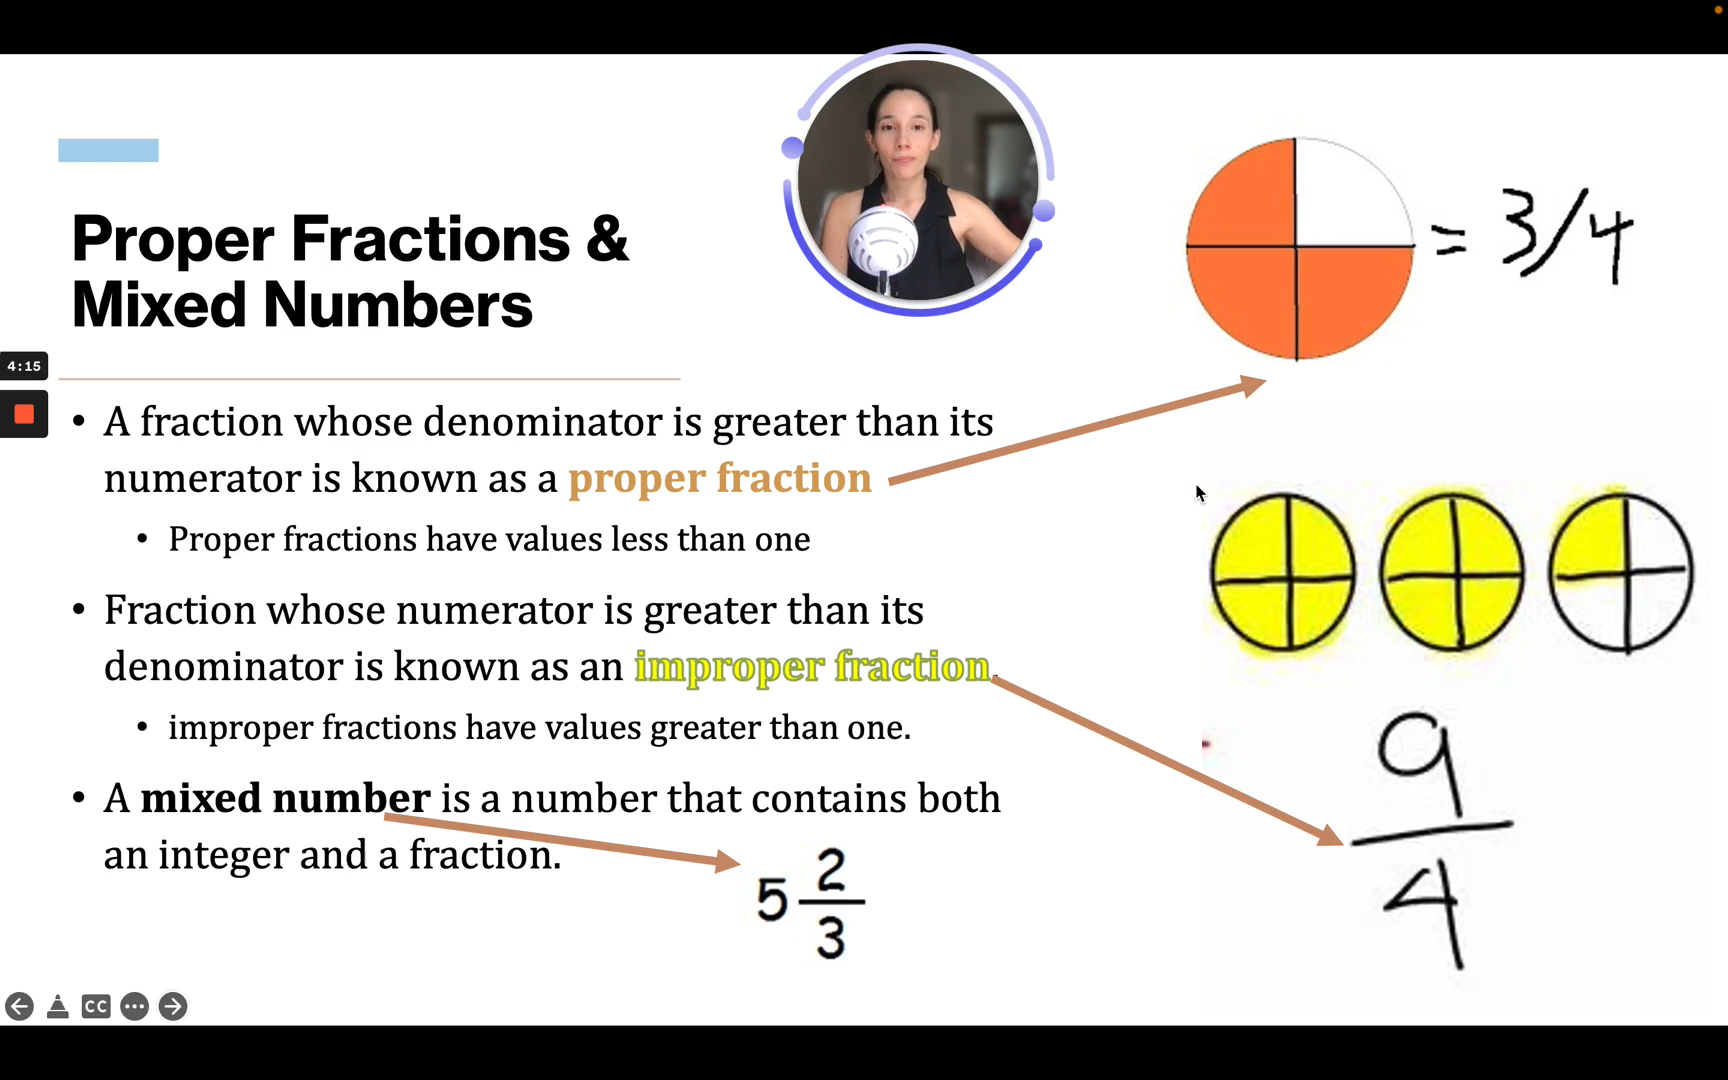 Proper Fractions &
Mixed Numbers
4:15
• A fraction whose denominator is greater than its
numerator is known as a proper fraction
• Proper fractions have values less than one
• Fraction whose numerator is greater than its
denominator is known as an improper fraction.
• improper fractions have values greater than one.
• A mixed number is a number that contains both
an integer and a fraction.
5 2/3
= 3/4
9
4
CC